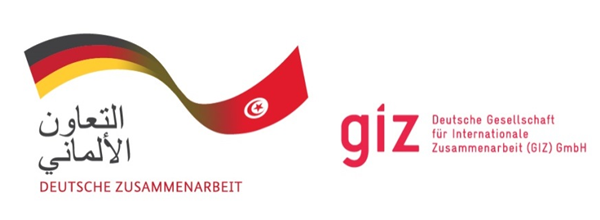 التعاون
الألماني
DEUTSCHE ZUSAMMENARBEIT
giz
Deutsche Gesellschaft
für Internationale
Zusammenarbeit (GIZ) GmbH